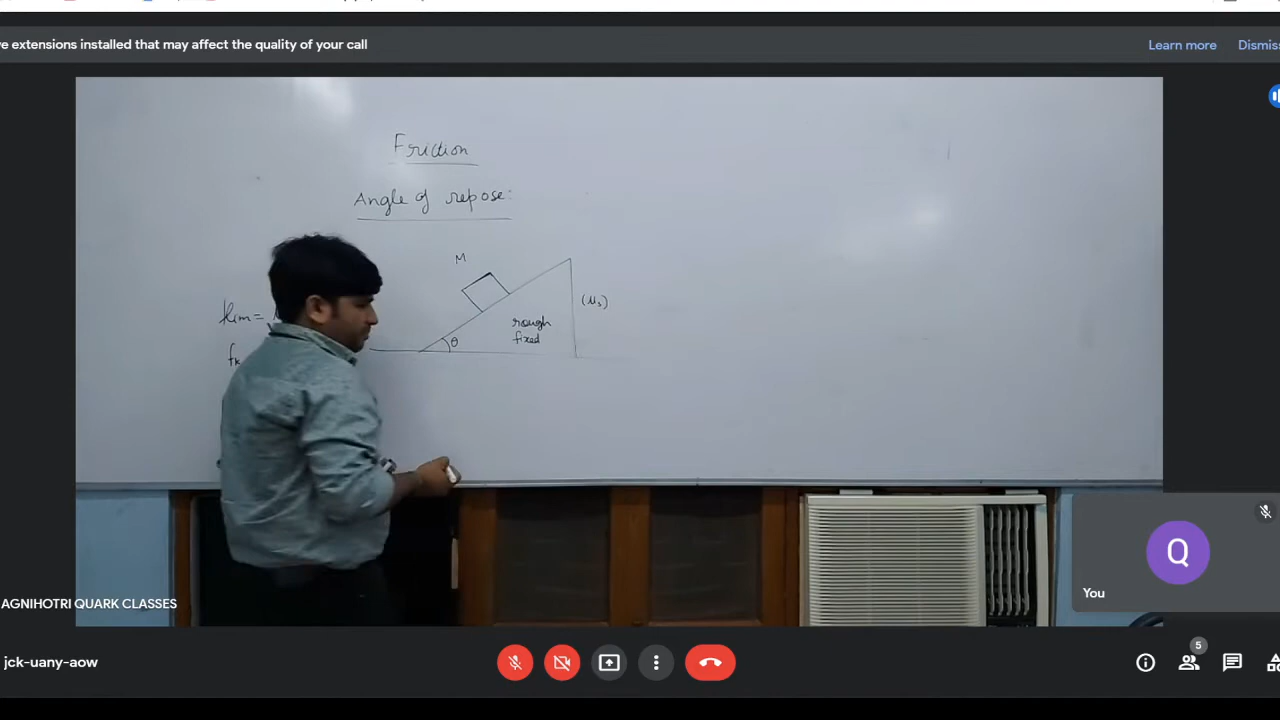 e extensions installed that may affect the quality of your call
Learn more
Friction
Angle of repose:
M
(μs)
rough
fixed
θ
You
Q
AGNIHOTRI QUARK CLASSES
jck-uany-aow
5